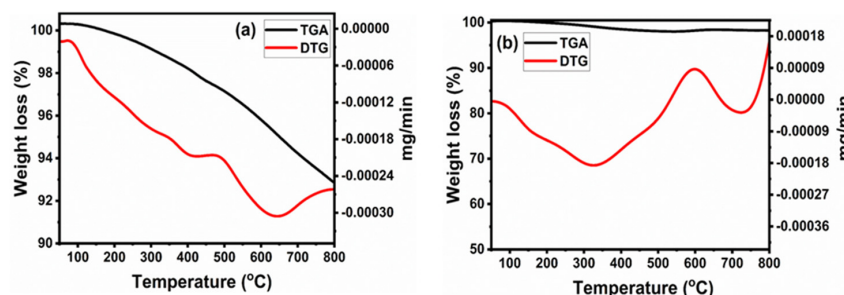 (a)
TGA
DTG
100
98
96
94
92
90
Weight loss (%)
0.00000
-0.00006
-0.00012
-0.00018
-0.00024
-0.00030
mg/min
100 200 300 400 500 600 700 800
Temperature (°C)
(b)
TGA
DTG
100
90
80
70
60
50
Weight loss (%)
0.00018
0.00009
0.00000
-0.00009
-0.00018
-0.00027
-0.00036
mg/min
100 200 300 400 500 600 700 800
Temperature (°C)